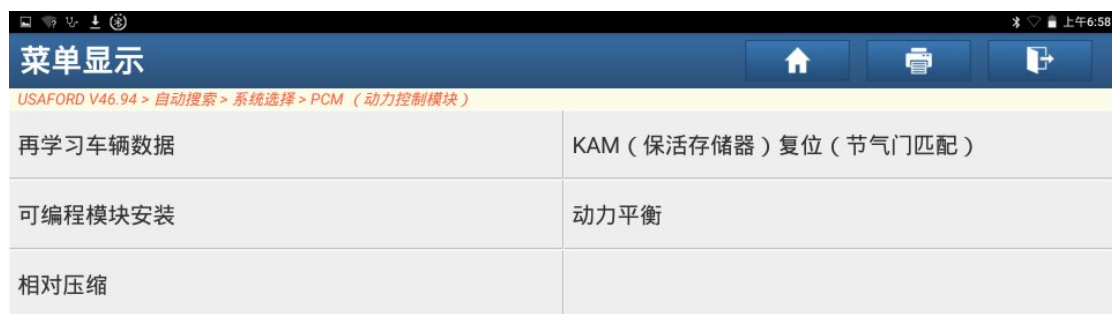 上午6:58
菜单显示
USAFORD V46.94 > 自动搜索 > 系统选择 > PCM （动力控制模块）
再学习车辆数据
KAM（保活存储器）复位（节气门匹配）
可编程模块安装
动力平衡
相对压缩